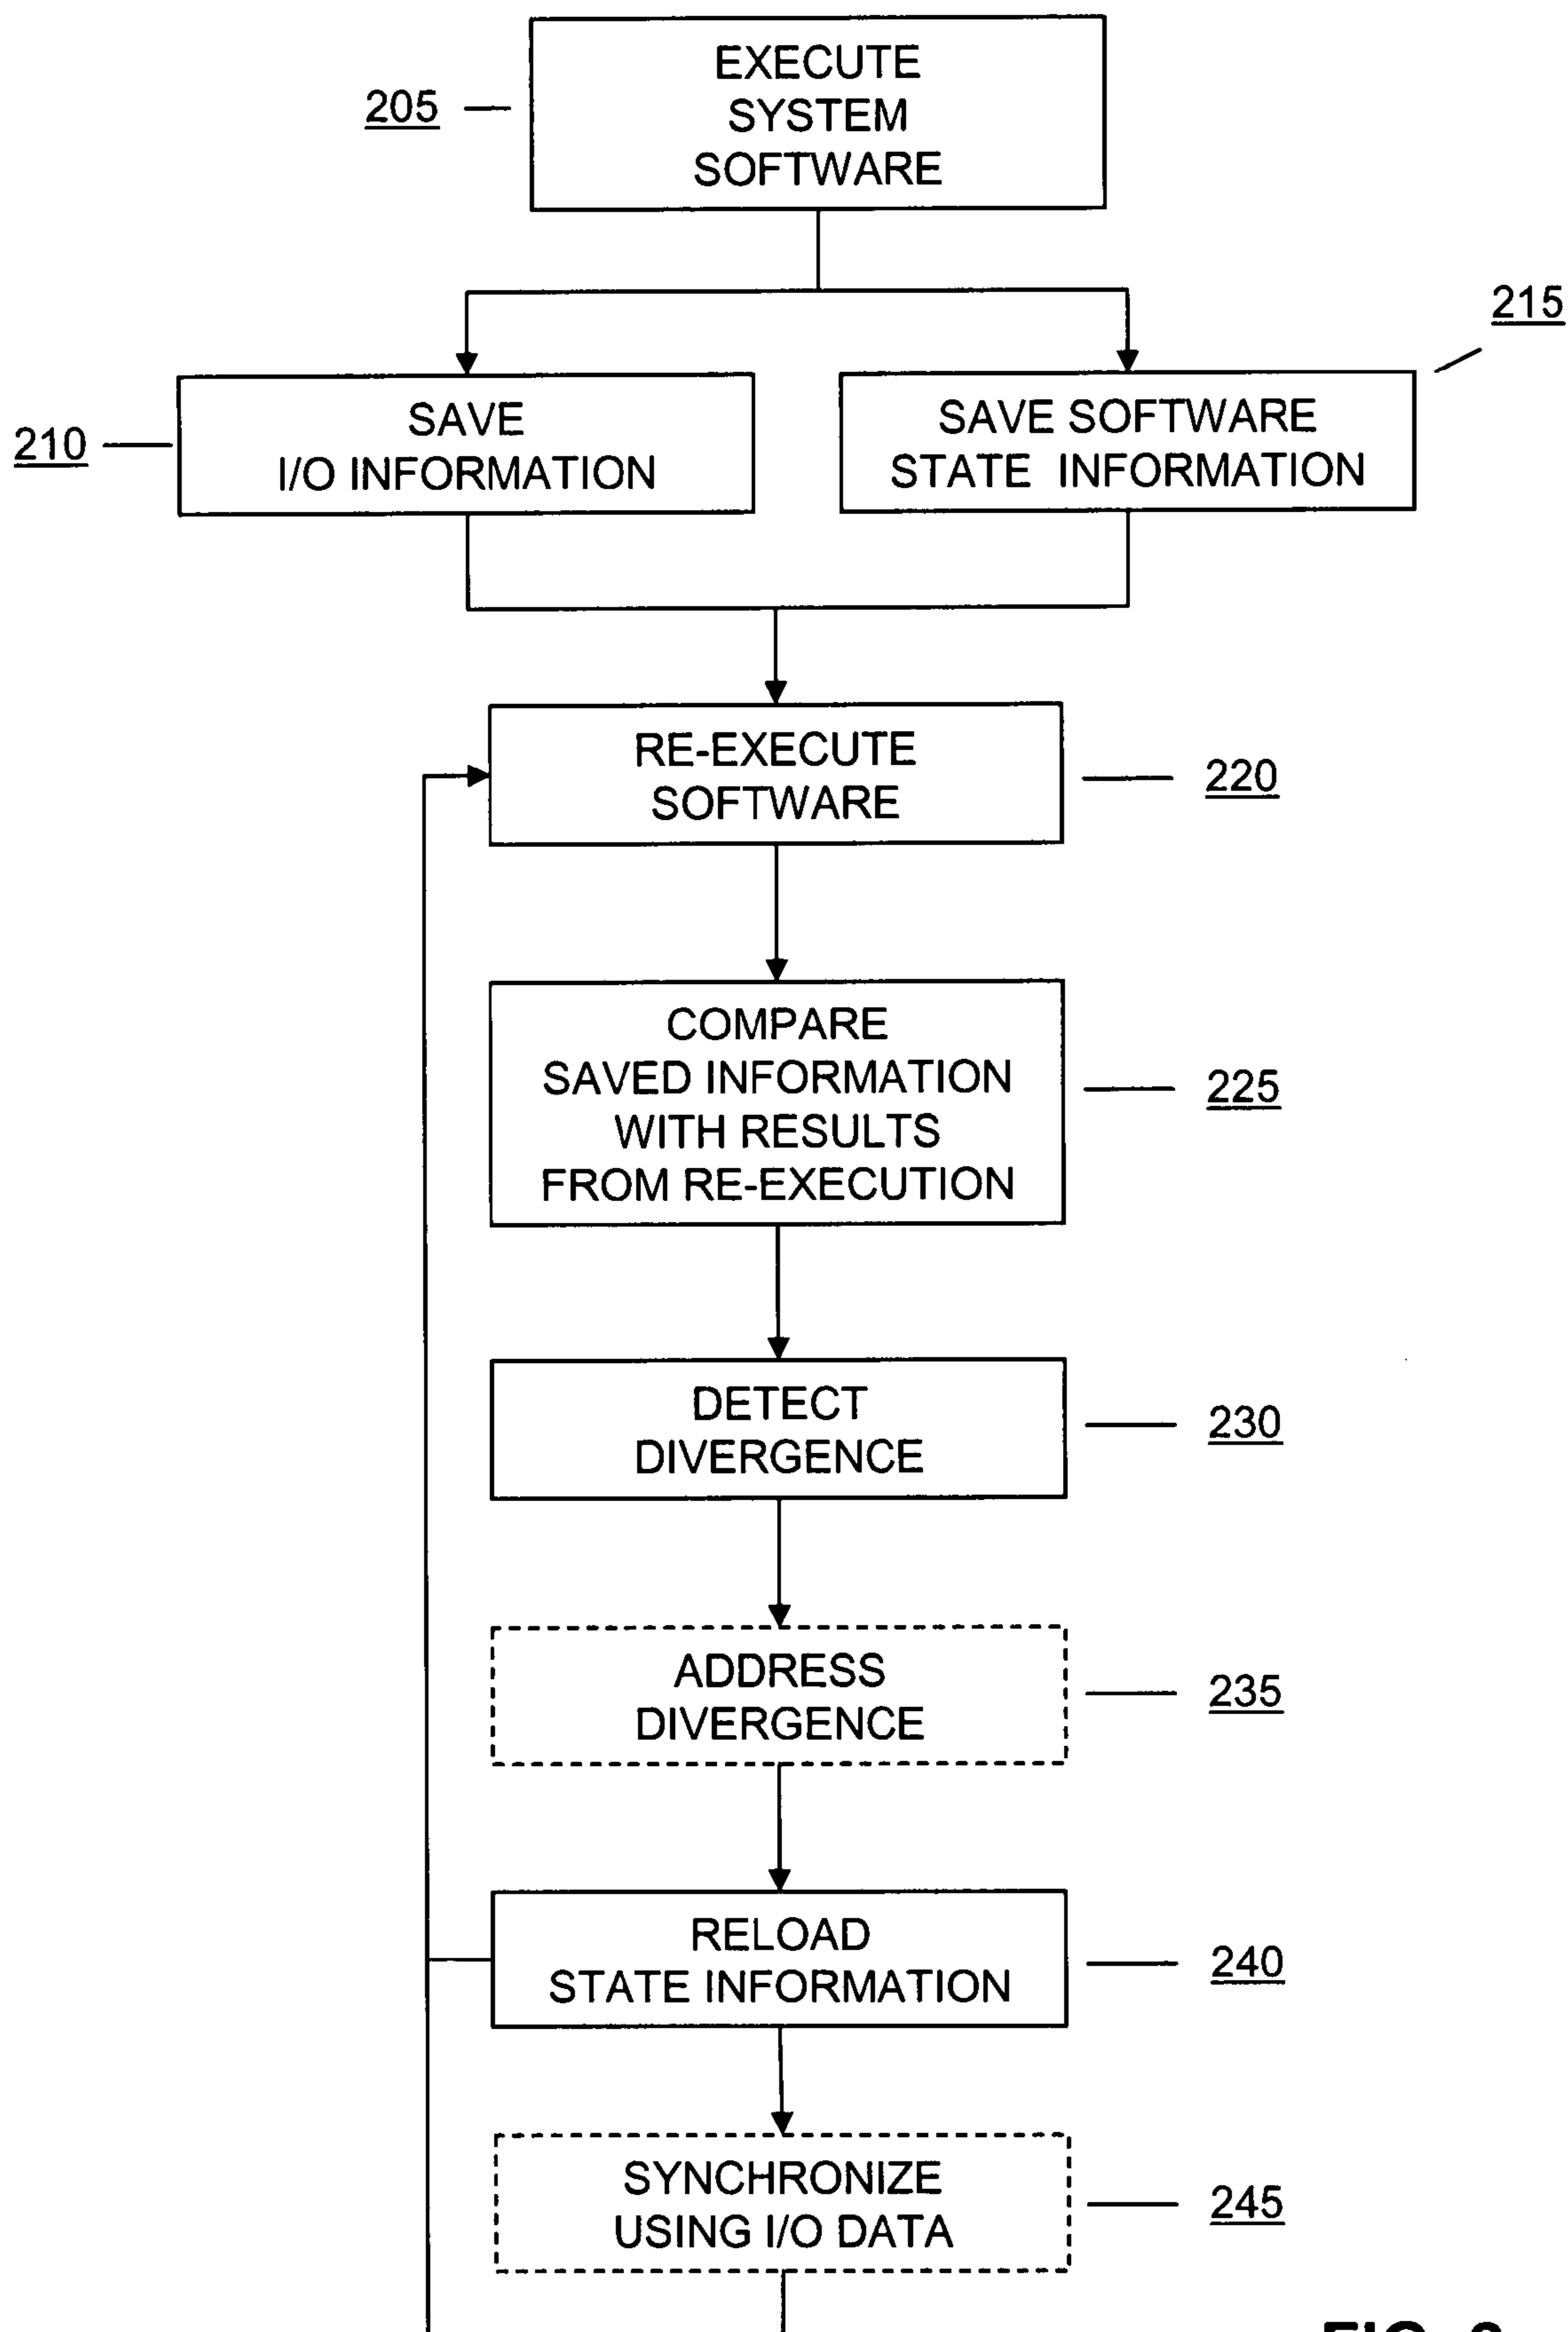 EXECUTE
SYSTEM
SOFTWARE
205
215
SAVE
I/O INFORMATION
210
SAVE SOFTWARE
STATE INFORMATION
RE-EXECUTE
SOFTWARE
220
COMPARE
SAVED INFORMATION
WITH RESULTS
FROM RE-EXECUTION
225
DETECT
DIVERGENCE
230
ADDRESS
DIVERGENCE
235
RELOAD
STATE INFORMATION
240
SYNCHRONIZE
USING I/O DATA
245
FIG.